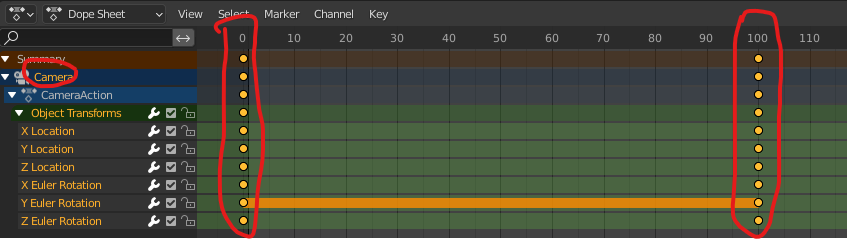 Dope Sheet View Select Marker Channel Key
0 10 20 30 40 50 60 70 80 90 100 110
Summary
Camera
CameraAction
Object Transforms
X Location
Y Location
Z Location
X Euler Rotation
Y Euler Rotation
Z Euler Rotation